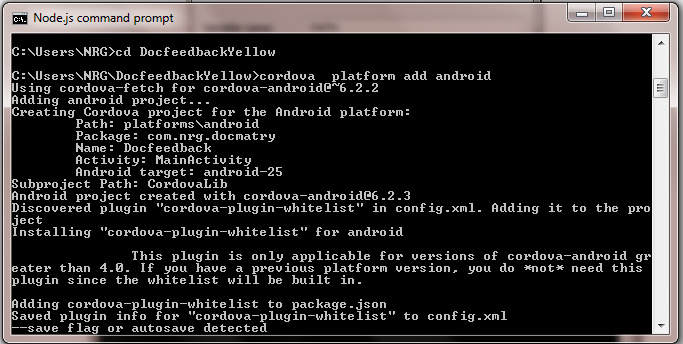 Node.js command prompt
C:\Users\NRG>cd DocfeedbackYellow
C:\Users\NRG\DocfeedbackYellow>cordova  platform add android
Using cordova-fetch for cordova-android@~6.2.2
Adding android project...
Creating Cordova project for the Android platform:
        Path: platforms\android
        Package: com.nrg.docmatry
        Name: Docfeedback
        Activity: MainActivity
        Android target: android-25
Subproject Path: CordovaLib
Android project created with cordova-android@6.2.3
Discovered plugin "cordova-plugin-whitelist" in config.xml. Adding it to the pro
ject
Installing "cordova-plugin-whitelist" for android
               This plugin is only applicable for versions of cordova-android gr
eater than 4.0. If you have a previous platform version, you do *not* need this
plugin since the whitelist will be built in.
Adding cordova-plugin-whitelist to package.json
Saved plugin info for "cordova-plugin-whitelist" to config.xml
--save flag or autosave detected